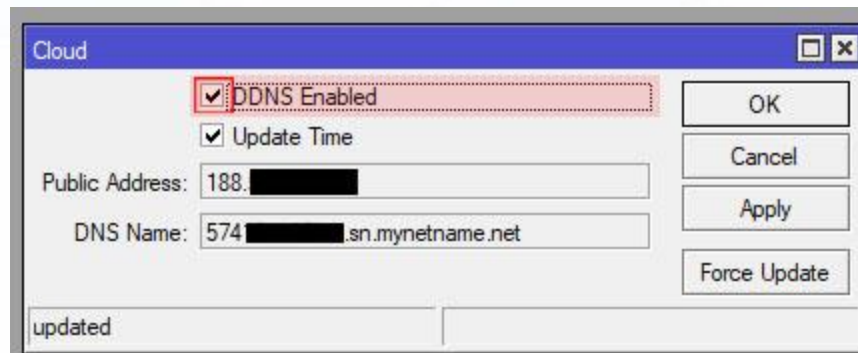 Cloud
DDNS Enabled
Update Time
Public Address: 188.
DNS Name: 574 .sn.mynetname.net
OK
Cancel
Apply
Force Update
updated